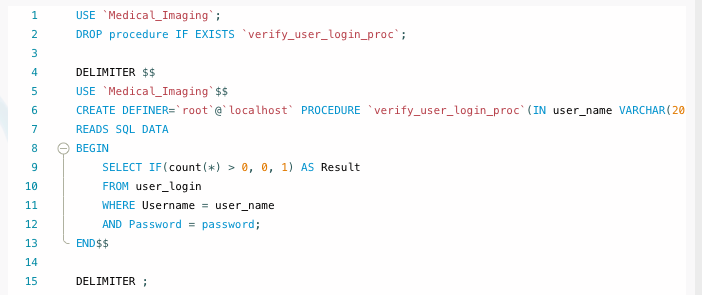 1 USE `Medical_Imaging`;
2 DROP procedure IF EXISTS `verify_user_login_proc`;
3
4 DELIMITER $$
5 USE `Medical_Imaging`$$
6 CREATE DEFINER=`root`@`localhost` PROCEDURE `verify_user_login_proc`(IN user_name VARCHAR(20
7 READS SQL DATA
8 BEGIN
9 SELECT IF(count(*) > 0, 0, 1) AS Result
10 FROM user_login
11 WHERE Username = user_name
12 AND Password = password;
13 END$$
14
15 DELIMITER ;